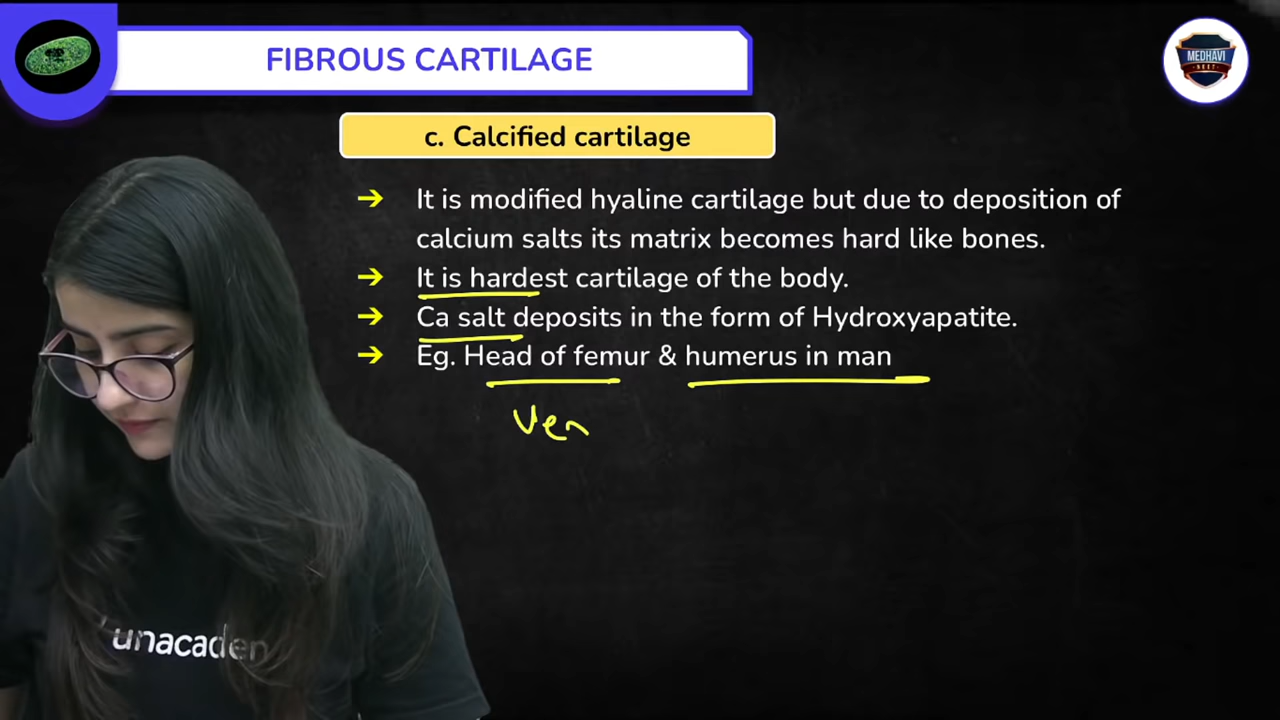 FIBROUS CARTILAGE
MEDHAVI
NEET
c. Calcified cartilage
➔ It is modified hyaline cartilage but due to deposition of
calcium salts its matrix becomes hard like bones.
➔ It is hardest cartilage of the body.
➔ Ca salt deposits in the form of Hydroxyapatite.
➔ Eg. Head of femur & humerus in man
Ver
unacadem